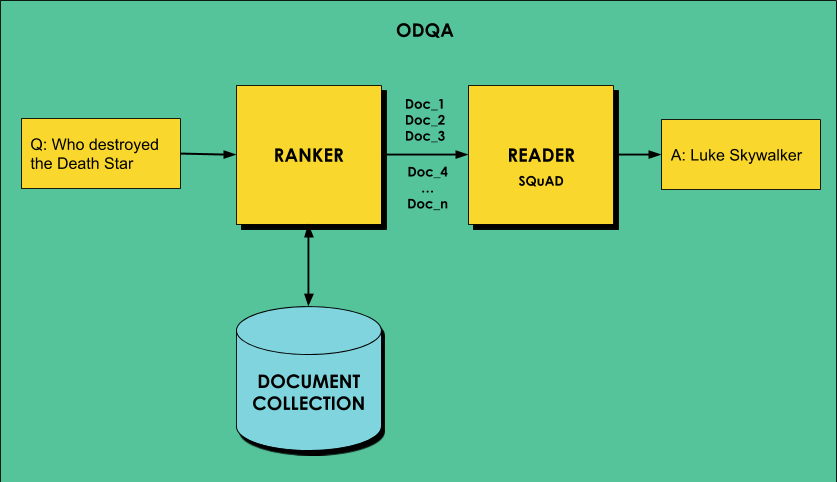 ODQA
Q: Who destroyed
the Death Star
RANKER
Doc_1
Doc_2
Doc_3
Doc_4
...
Doc_n
READER
SQuAD
A: Luke Skywalker
DOCUMENT
COLLECTION